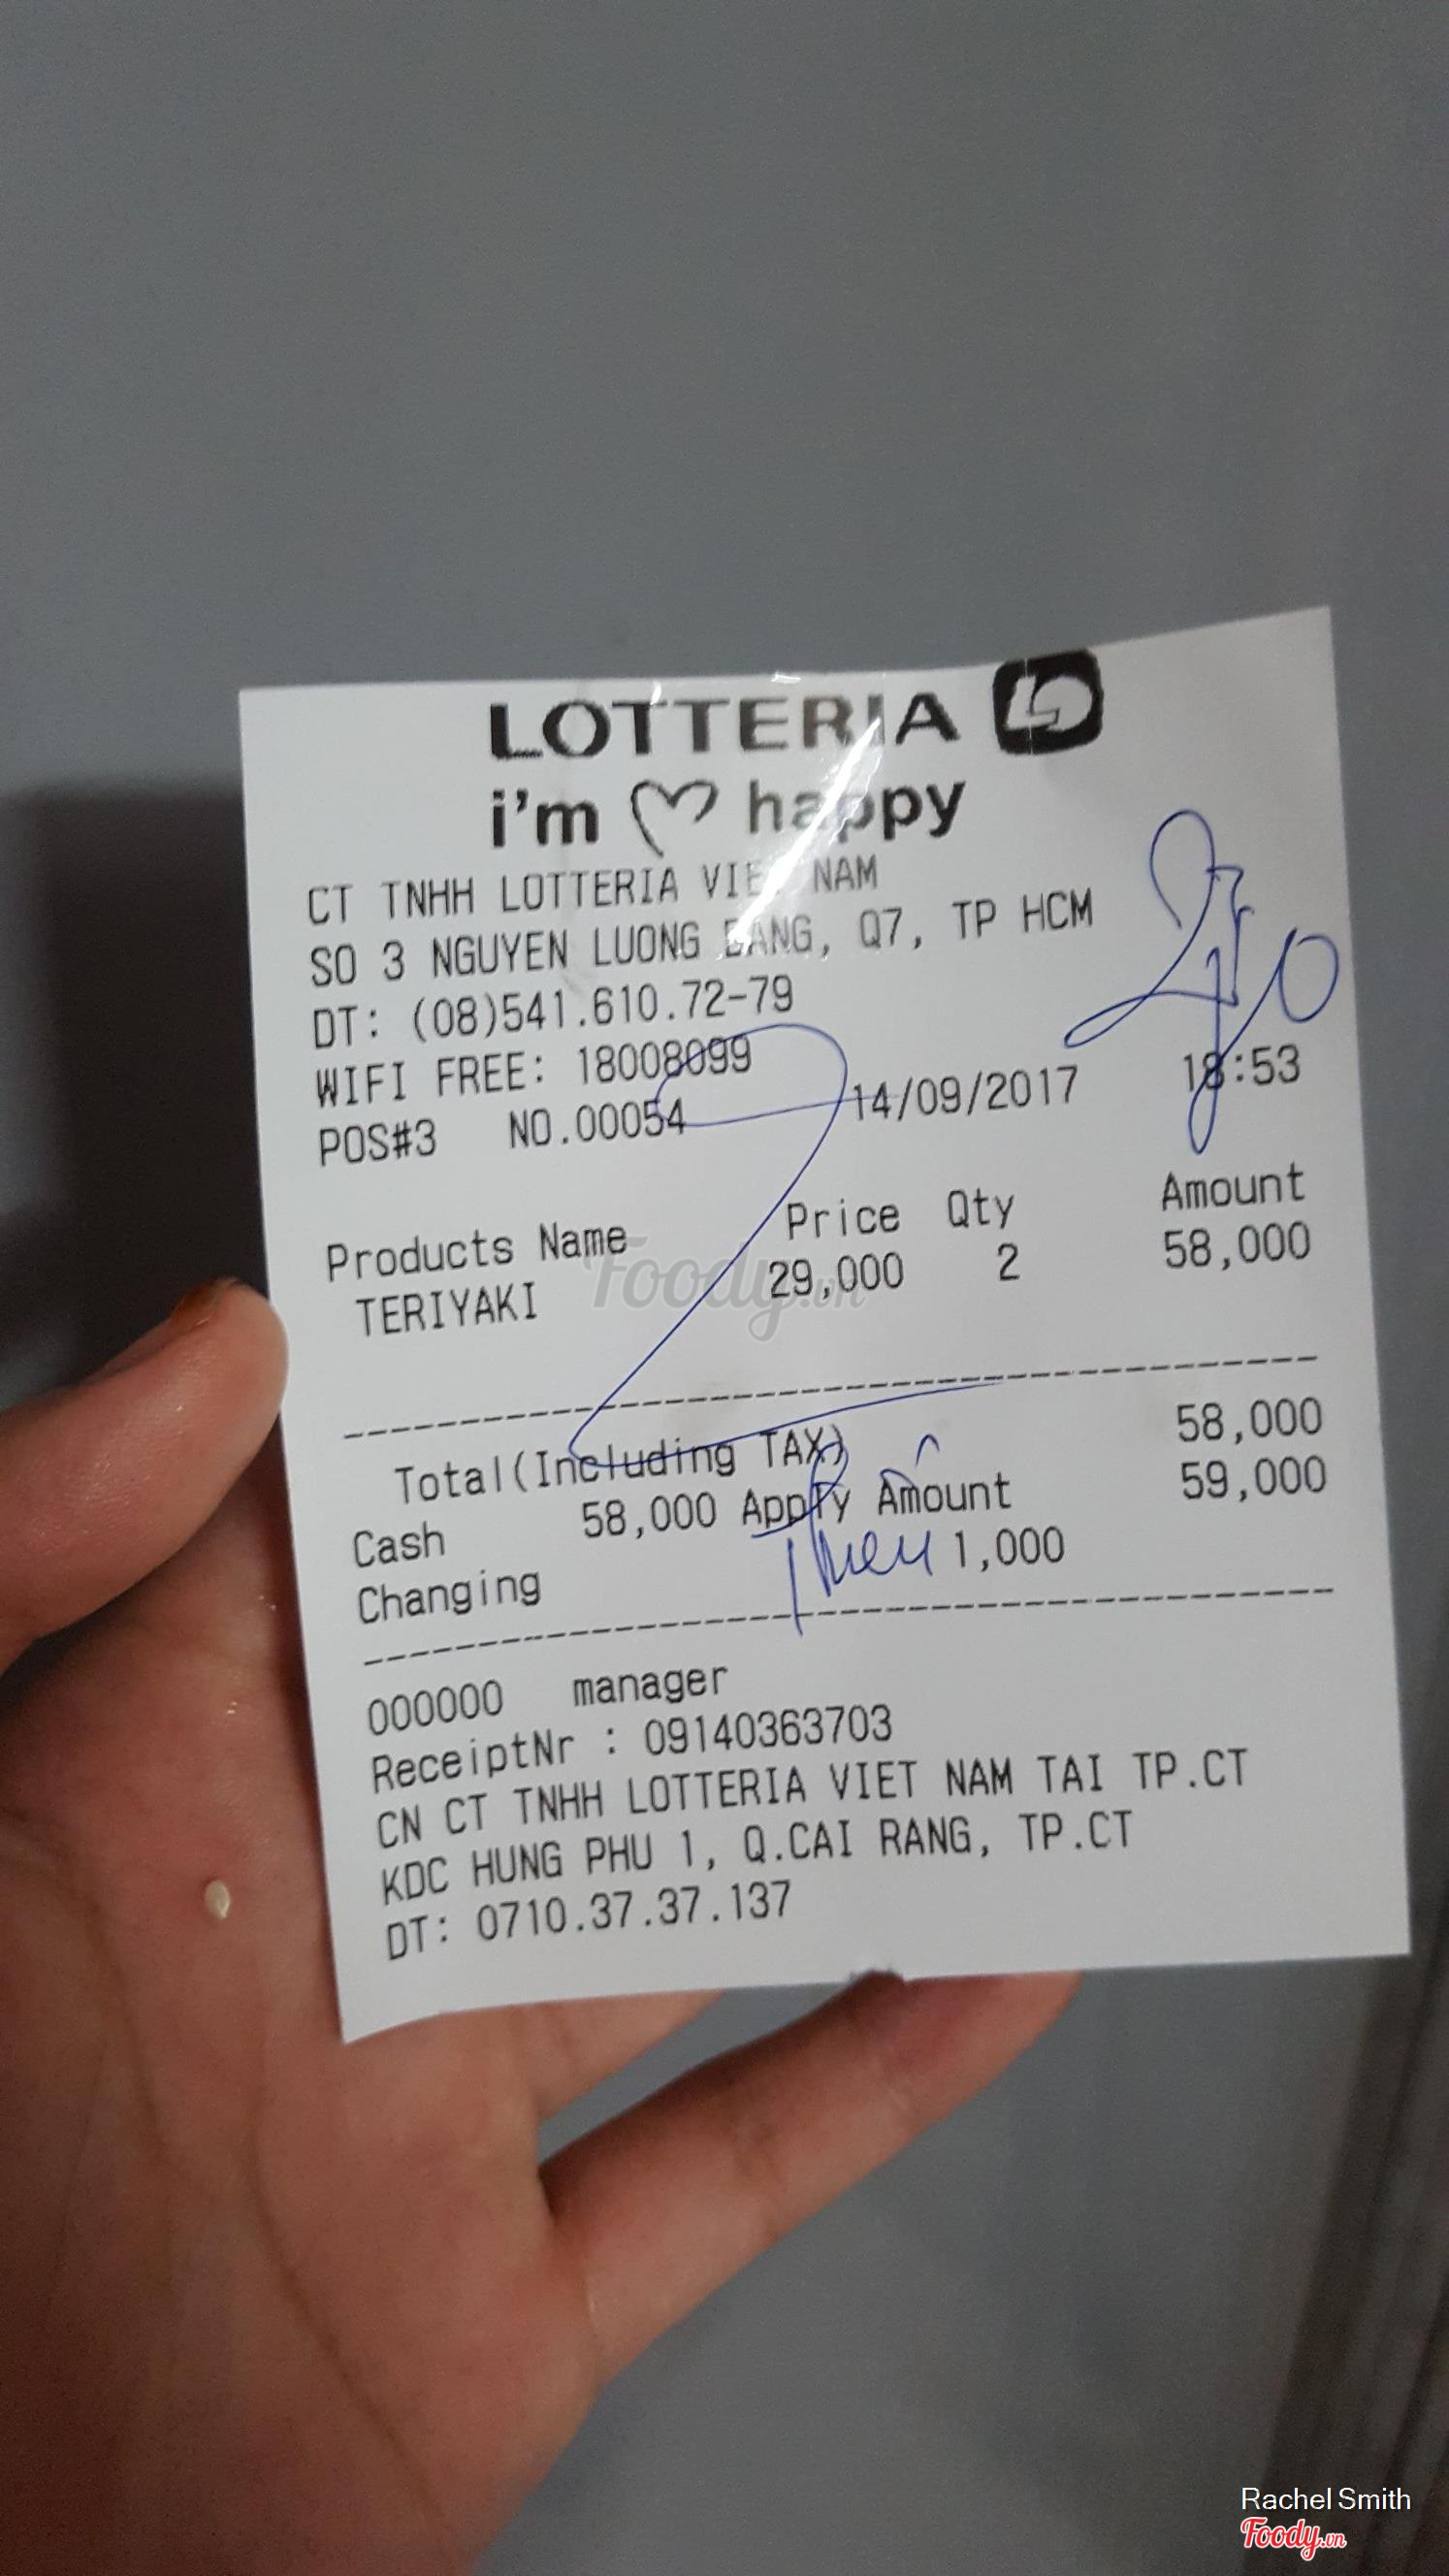 LOTTERIA
i'm happy
CT TNHH LOTTERIA VIET NAM
SO 3 NGUYEN LUONG BANG, Q7, TP HCM
DT: (08)541.610.72-79
WIFI FREE: 18008099
POS#3 NO.00054 14/09/2017 18:53
Products Name Price Qty Amount
TERIYAKI 29,000 2 58,000
Total(Including TAX) 58,000
Cash 58,000 Apply Amount 59,000
Changing 1,000
000000 manager
ReceiptNr : 09140363703
CN CT TNHH LOTTERIA VIET NAM TAI TP.CT
KDC HUNG PHU 1, Q.CAI RANG, TP.CT
DT: 0710.37.37.137
Foody.vn
Rachel Smith
Foody.vn